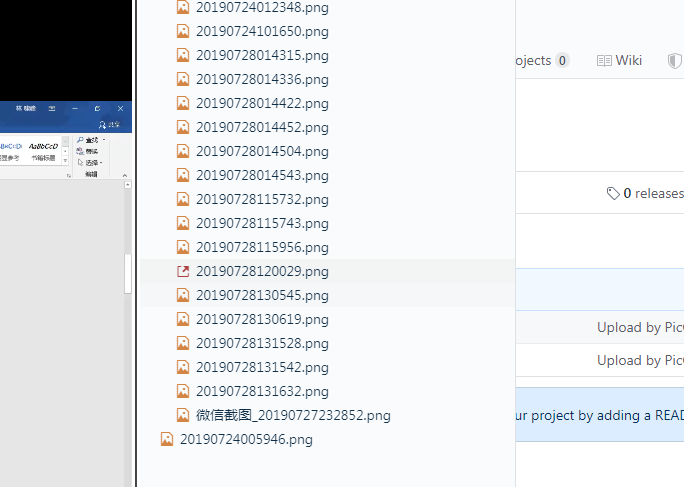 20190724012348.png
20190724101650.png
20190728014315.png
20190728014336.png
20190728014422.png
20190728014452.png
20190728014504.png
20190728014543.png
20190728115732.png
20190728115743.png
20190728115956.png
20190728120029.png
20190728130545.png
20190728130619.png
20190728131528.png
20190728131542.png
20190728131632.png
微信截图_20190727232852.png
20190724005946.png
ojects 0
Wiki
0 releases
Upload by Pic
Upload by Pic
ur project by adding a READ
共享
AaBbCcD
书籍标题
查找
替换
选择
编辑